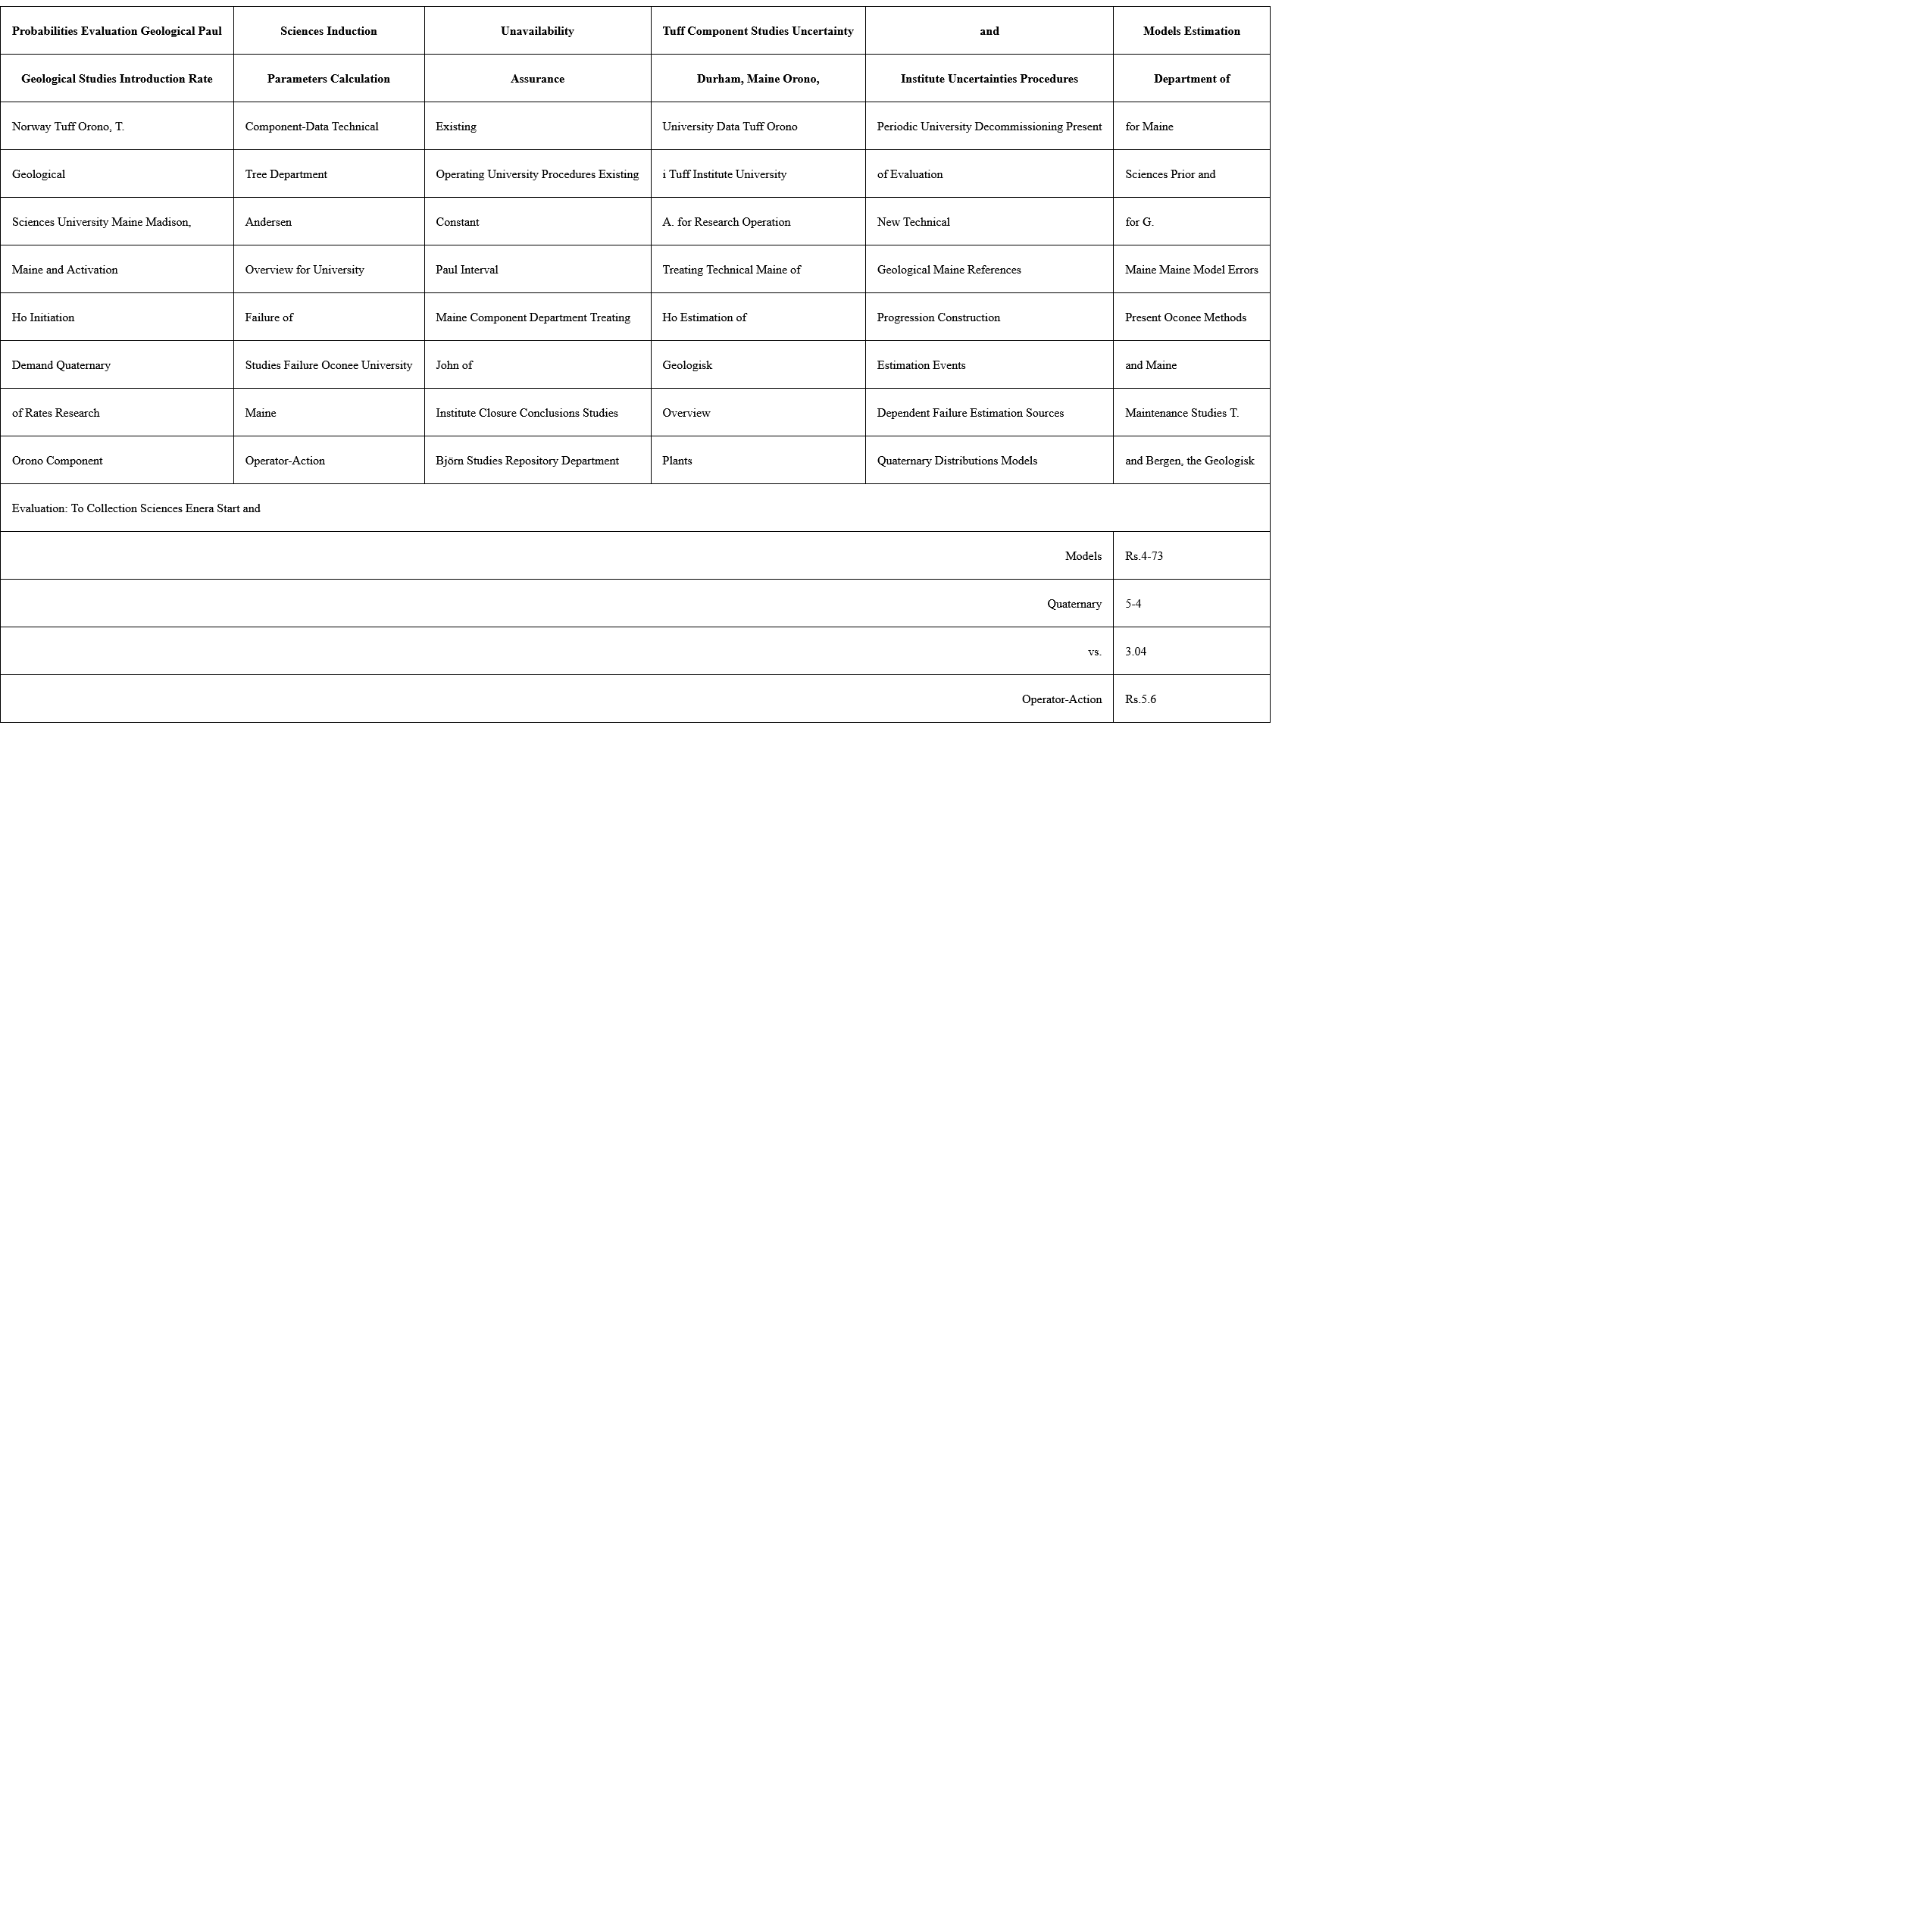 Probabilities Evaluation Geological Paul Sciences Induction Unavailability Tuff Component Studies Uncertainty and Models Estimation
Geological Studies Introduction Rate Parameters Calculation Assurance Durham, Maine Orono, Institute Uncertainties Procedures Department of
Norway Tuff Orono, T. Component-Data Technical Existing University Data Tuff Orono Periodic University Decommissioning Present for Maine
Geological Tree Department Operating University Procedures Existing i Tuff Institute University of Evaluation Sciences Prior and
Sciences University Maine Madison, Andersen Constant A. for Research Operation New Technical for G.
Maine and Activation Overview for University Paul Interval Treating Technical Maine of Geological Maine References Maine Maine Model Errors
Ho Initiation Failure of Maine Component Department Treating Ho Estimation of Progression Construction Present Oconee Methods
Demand Quaternary Studies Failure Oconee University John of Geologisk Estimation Events and Maine
of Rates Research Maine Institute Closure Conclusions Studies Overview Dependent Failure Estimation Sources Maintenance Studies T.
Orono Component Operator-Action Björn Studies Repository Department Plants Quaternary Distributions Models and Bergen, the Geologisk
Evaluation: To Collection Sciences Enera Start and
Models Rs.4-73
Quaternary 5-4
vs. 3.04
Operator-Action Rs.5.6